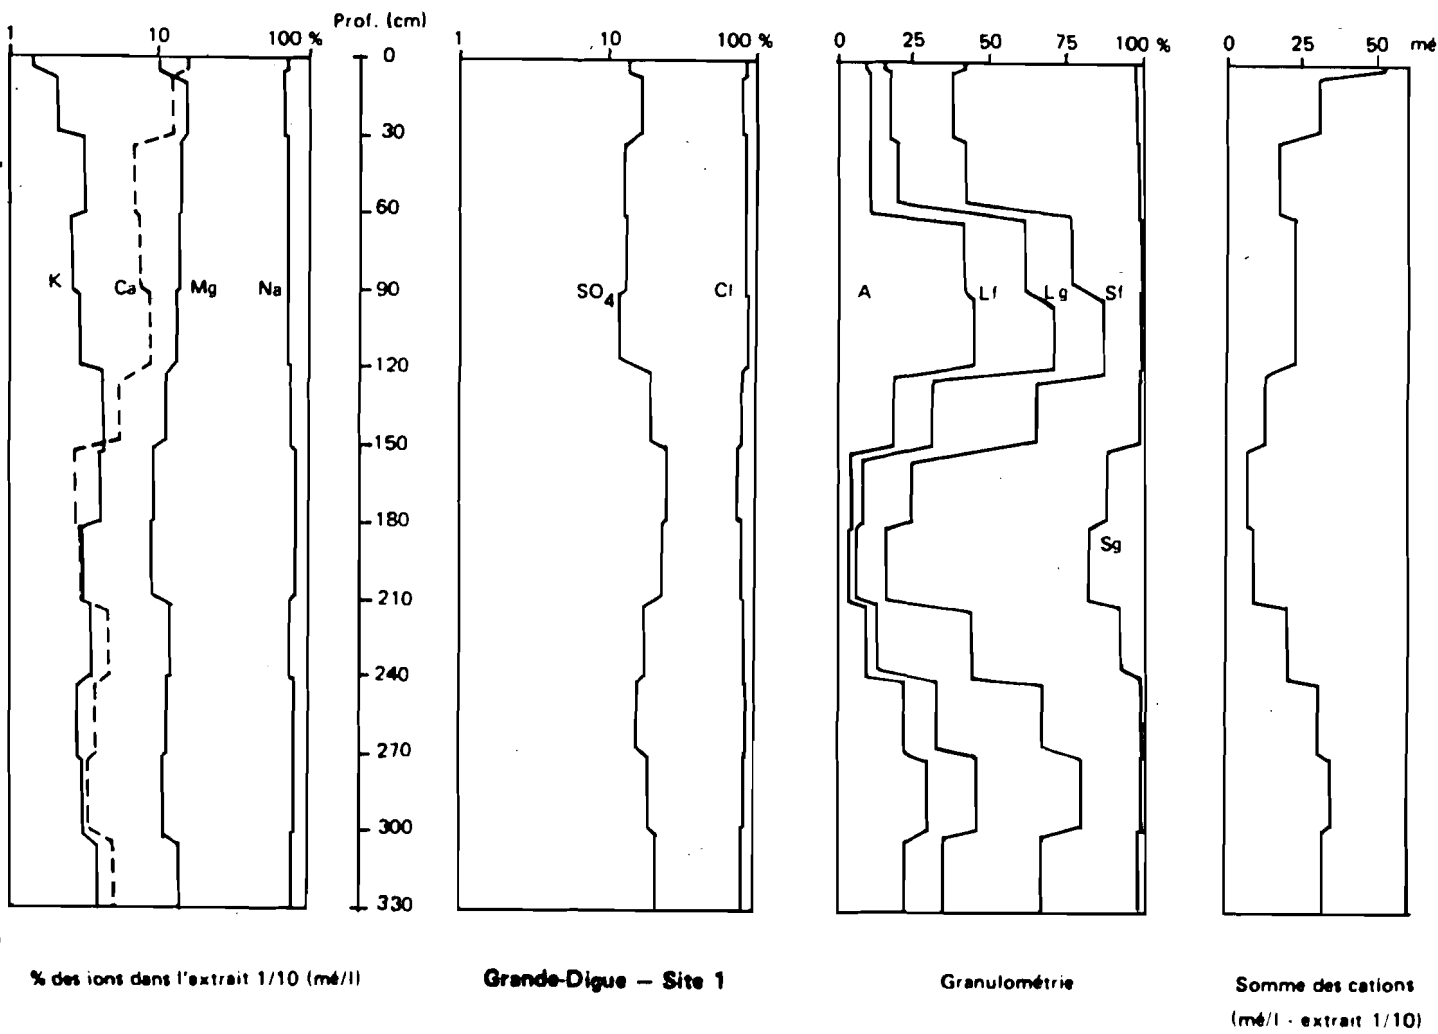 Prof. (cm)
1 10 100 %
1 10 100 %
0 25 50 75 100 %
0 25 50 mé
0
30
60
90
120
150
180
210
240
270
300
330
K Ca Mg Na
SO4 Cl
A Lf Lg Sf
Sg
% des ions dans l'extrait 1/10 (mé/l)
Grande-Digue – Site 1
Granulométrie
Somme des cations
(mé/l - extrait 1/10)